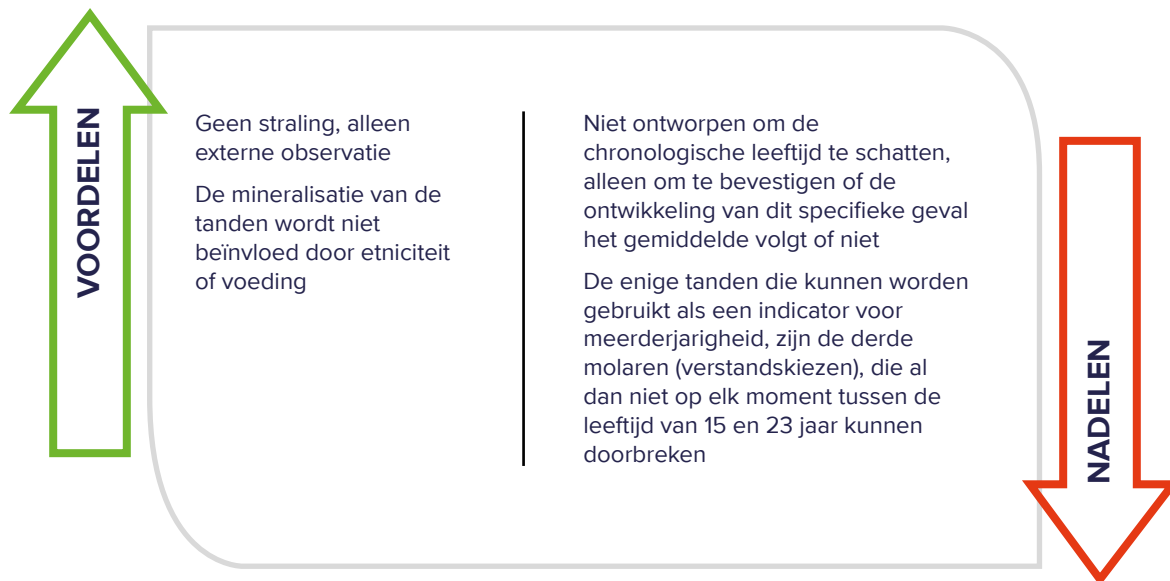 VOORDELEN
Geen straling, alleen
externe observatie
De mineralisatie van de
tanden wordt niet
beïnvloed door etniciteit
of voeding
Niet ontworpen om de
chronologische leeftijd te schatten,
alleen om te bevestigen of de
ontwikkeling van dit specifieke geval
het gemiddelde volgt of niet
De enige tanden die kunnen worden
gebruikt als een indicator voor
meerderjarigheid, zijn de derde
molaren (verstandskiezen), die al
dan niet op elk moment tussen de
leeftijd van 15 en 23 jaar kunnen
doorbreken
NADELEN